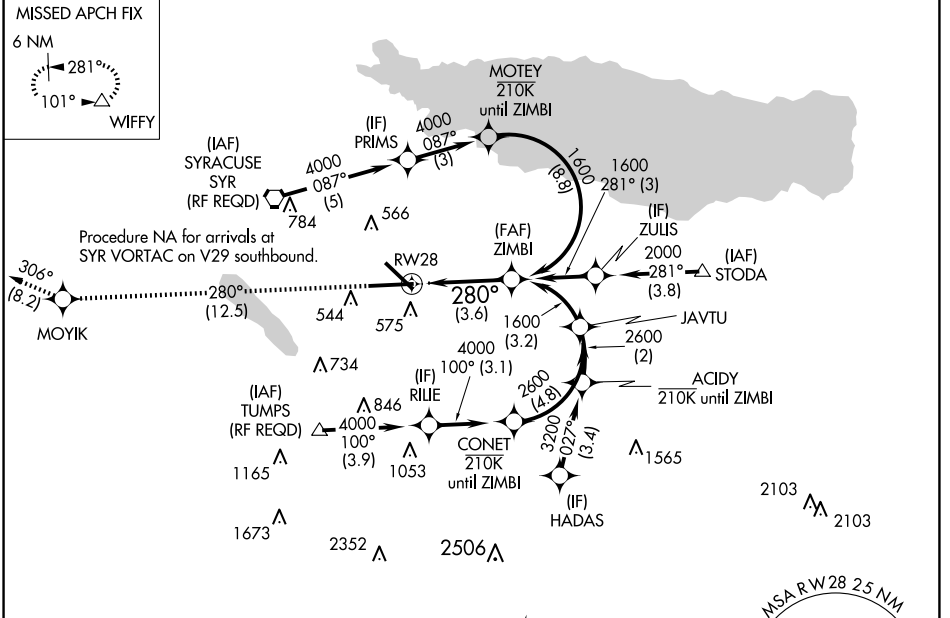 MISSED APCH FIX
6 NM
281°
101°
WIFFY
MOTEY
210K
until ZIMBI
(IF)
PRIMS
4000
087°
(3)
(IAF)
SYRACUSE
SYR
(RF REQD)
4000
087°
(5)
1600
(8.8)
1600
281° (3)
784
566
(IF)
ZULIS
(FAF)
ZIMBI
2000
281°
(3.8)
(IAF)
STODA
Procedure NA for arrivals at
SYR VORTAC on V29 southbound.
RW28
306°
(8.2)
280°
(12.5)
280°
(3.6)
MOYIK
544
575
1600
(3.2)
JAVTU
2600
(2)
734
4000
100° (3.1)
(IF)
RILIE
2600
(4.8)
ACIDY
210K until ZIMBI
(IAF)
TUMPS
(RF REQD)
846
4000
100°
(3.9)
CONET
210K
until ZIMBI
3200
027°
(3.4)
1165
1053
1565
(IF)
HADAS
2103
2103
1673
2352
2506
MSA RW28 25 NM